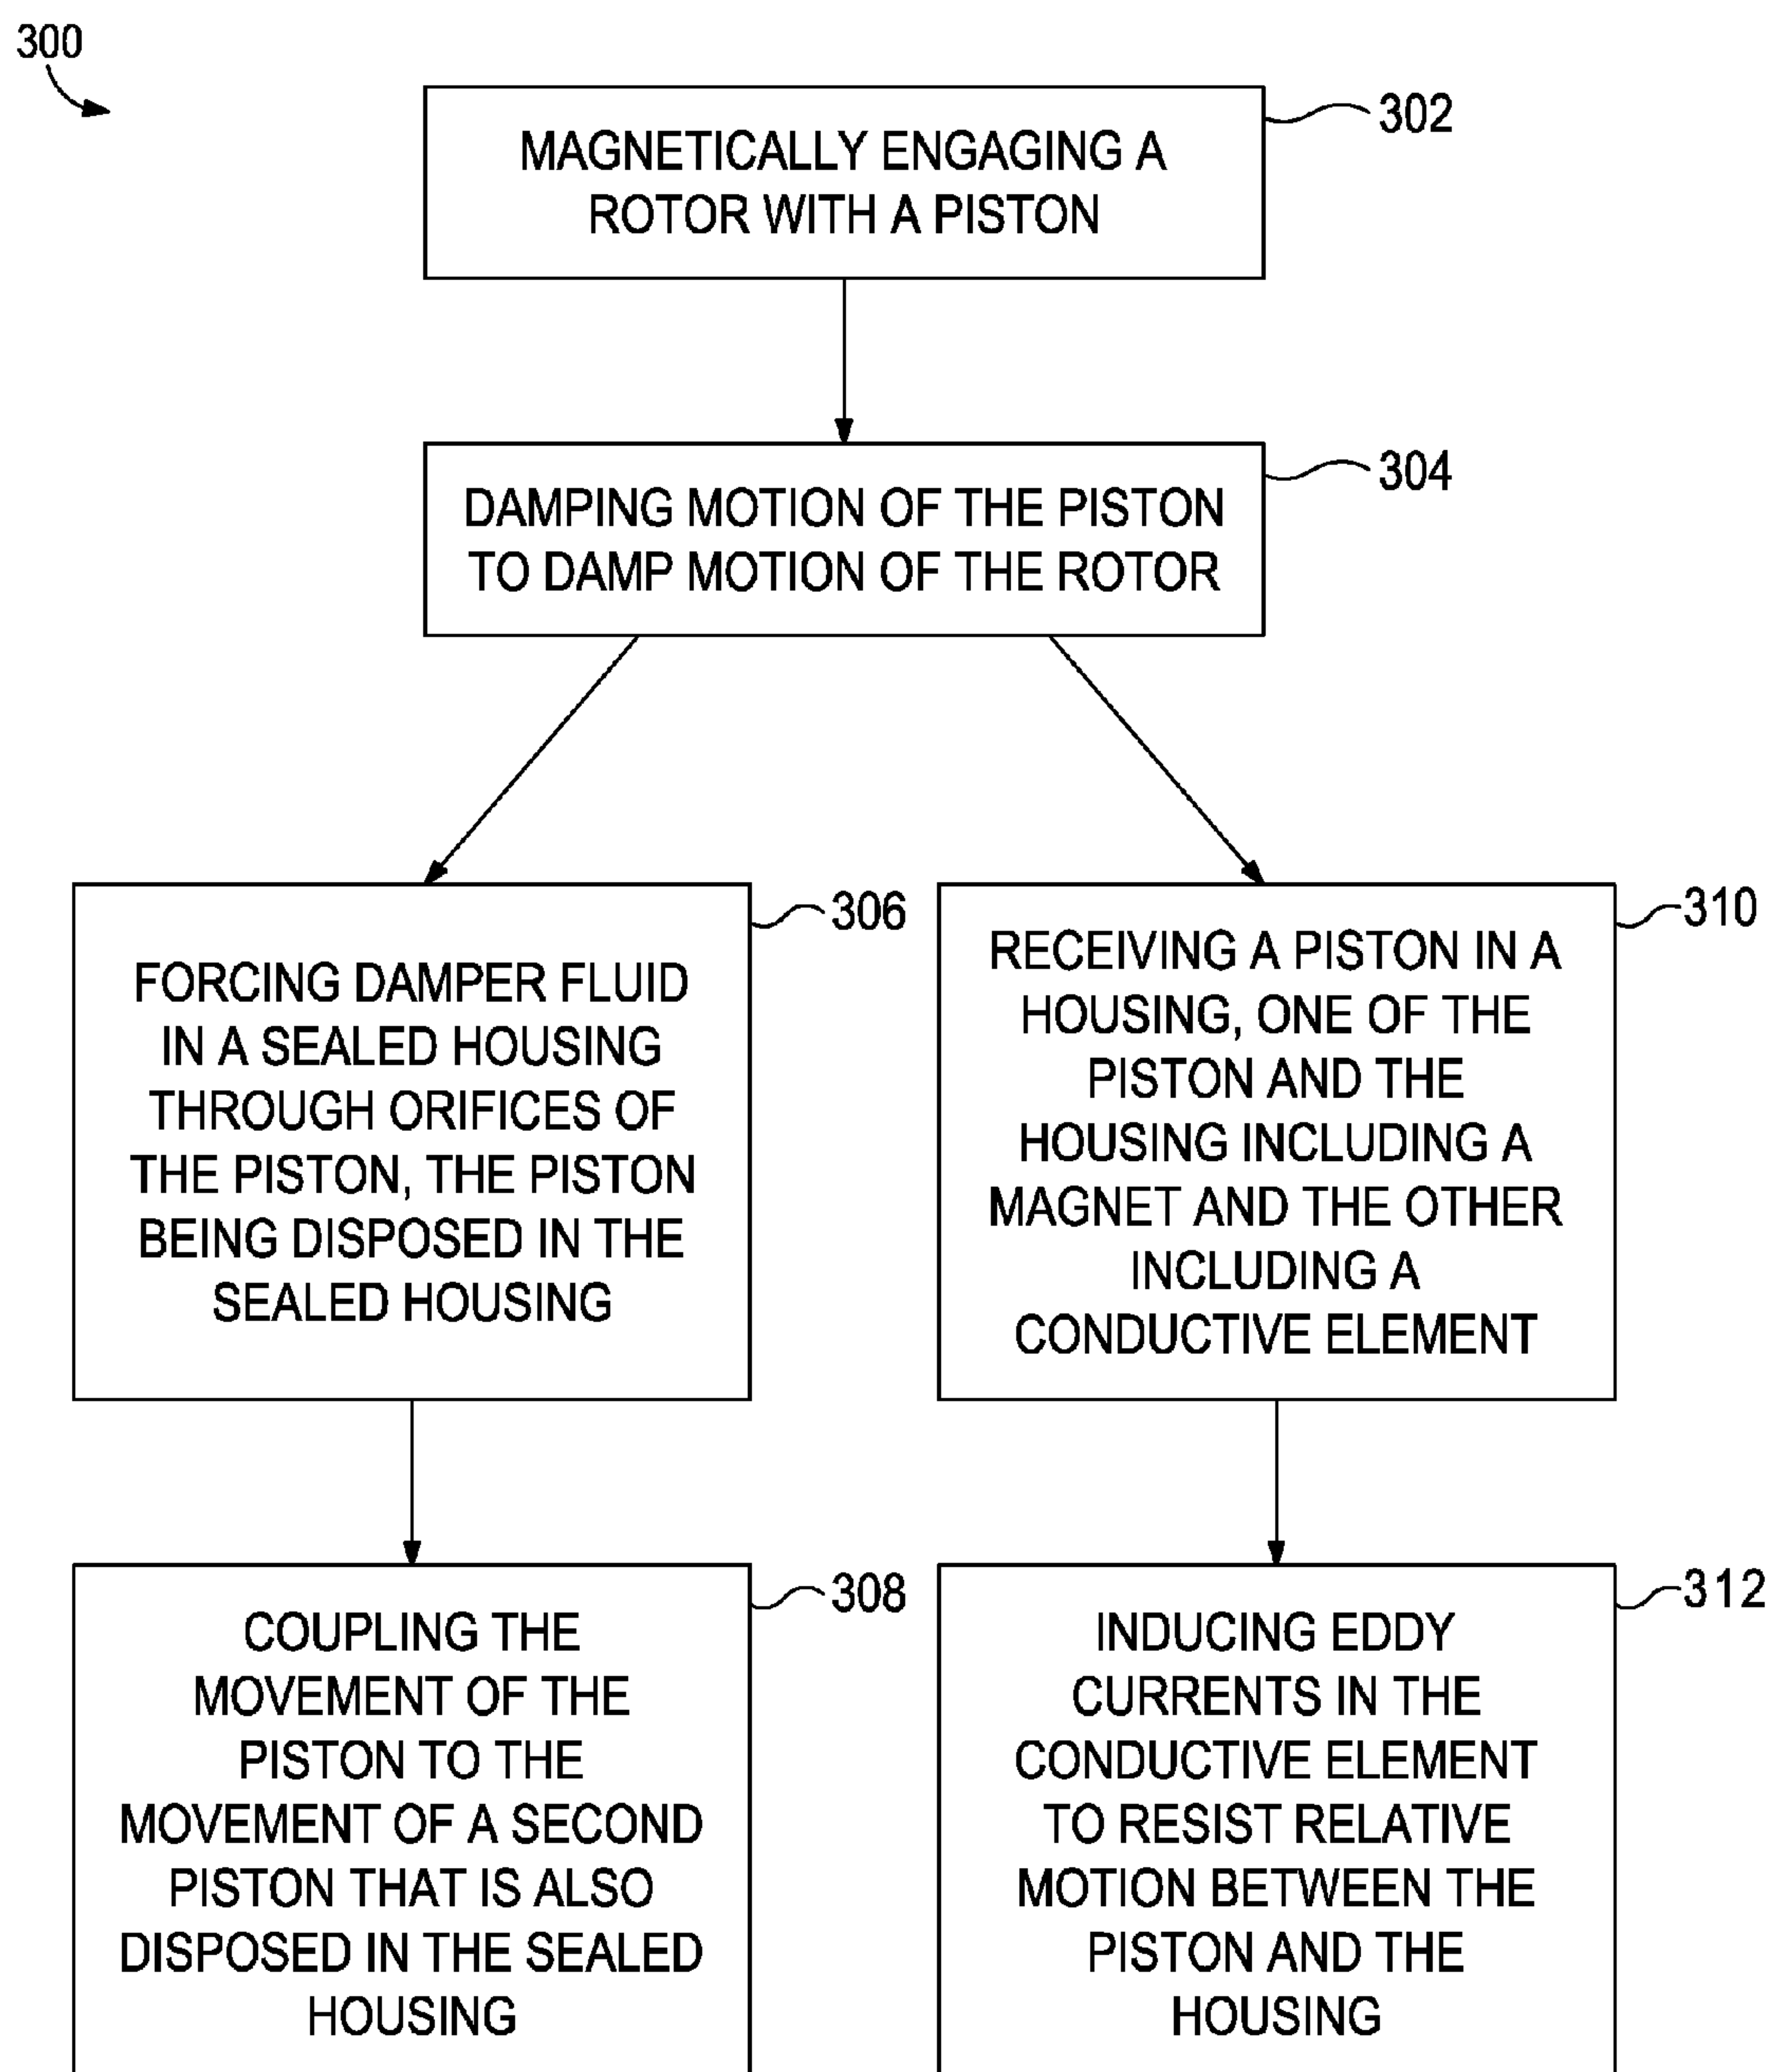 300
MAGNETICALLY ENGAGING A
ROTOR WITH A PISTON
302
DAMPING MOTION OF THE PISTON
TO DAMP MOTION OF THE ROTOR
304
FORCING DAMPER FLUID
IN A SEALED HOUSING
THROUGH ORIFICES OF
THE PISTON, THE PISTON
BEING DISPOSED IN THE
SEALED HOUSING
306
RECEIVING A PISTON IN A
HOUSING, ONE OF THE
PISTON AND THE
HOUSING INCLUDING A
MAGNET AND THE OTHER
INCLUDING A
CONDUCTIVE ELEMENT
310
COUPLING THE
MOVEMENT OF THE
PISTON TO THE
MOVEMENT OF A SECOND
PISTON THAT IS ALSO
DISPOSED IN THE SEALED
HOUSING
308
INDUCING EDDY
CURRENTS IN THE
CONDUCTIVE ELEMENT
TO RESIST RELATIVE
MOTION BETWEEN THE
PISTON AND THE
HOUSING
312